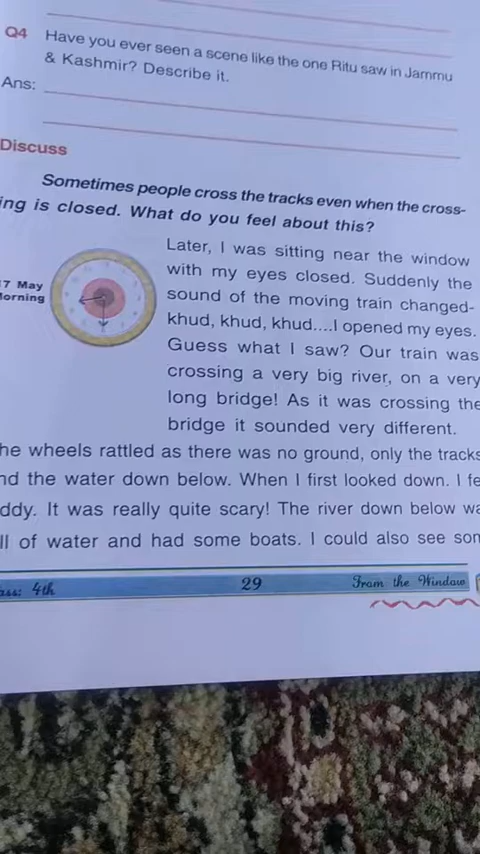 Q4 Have you ever seen a scene like the one Ritu saw in Jammu
& Kashmir? Describe it.
Ans:
Discuss
Sometimes people cross the tracks even when the cross-
ing is closed. What do you feel about this?
7 May
Morning
Later, I was sitting near the window
with my eyes closed. Suddenly the
sound of the moving train changed-
khud, khud, khud....I opened my eyes.
Guess what I saw? Our train was
crossing a very big river, on a very
long bridge! As it was crossing the
bridge it sounded very different.
he wheels rattled as there was no ground, only the tracks
nd the water down below. When I first looked down. I fe
ddy. It was really quite scary! The river down below wa
ll of water and had some boats. I could also see som
ass: 4th 29 From the Window